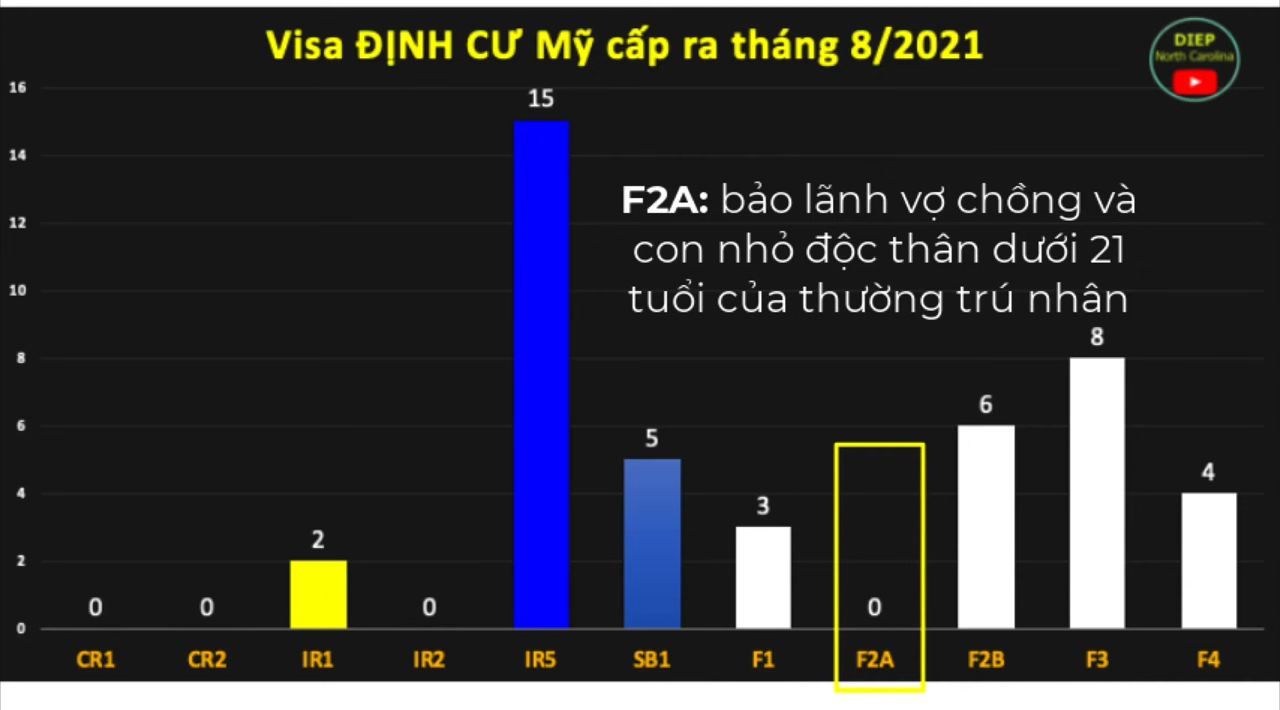 Visa ĐỊNH CƯ Mỹ cấp ra tháng 8/2021
DIEP
North Carolina
16
14
12
10
8
6
4
2
0
F2A: bảo lãnh vợ chồng và
con nhỏ độc thân dưới 21
tuổi của thường trú nhân
0
0
2
0
15
5
3
0
6
8
4
CR1
CR2
IR1
IR2
IR5
SB1
F1
F2A
F2B
F3
F4